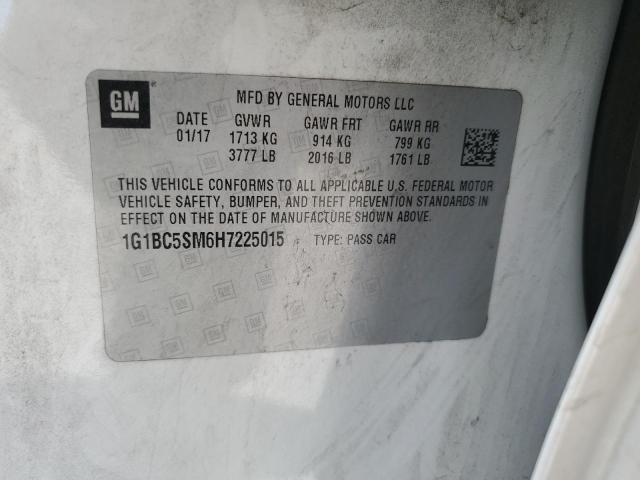 GM
MFD BY GENERAL MOTORS LLC
DATE GVWR GAWR FRT GAWR RR
01/17 1713 KG 914 KG 799 KG
3777 LB 2016 LB 1761 LB
THIS VEHICLE CONFORMS TO ALL APPLICABLE U.S. FEDERAL MOTOR
VEHICLE SAFETY, BUMPER, AND THEFT PREVENTION STANDARDS IN
EFFECT ON THE DATE OF MANUFACTURE SHOWN ABOVE.
1G1BC5SM6H7225015 TYPE: PASS CAR